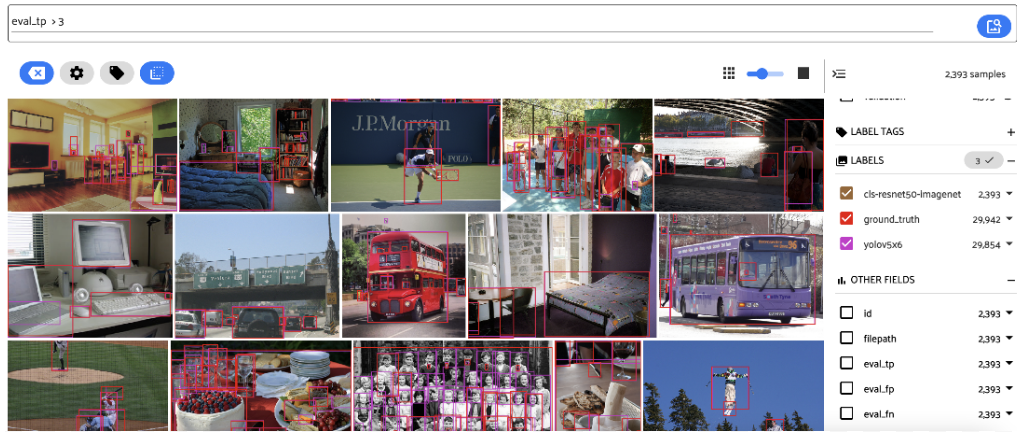 eval_tp > 3
2,393 samples
LABEL TAGS
LABELS
3
cls-resnet50-imagenet 2,393
ground_truth 29,942
yolov5x6 29,854
OTHER FIELDS
id 2,393
filepath 2,393
eval_tp 2,393
eval_fp 2,393
eval_fn 2,393
J.P.Morgan
POLO
36